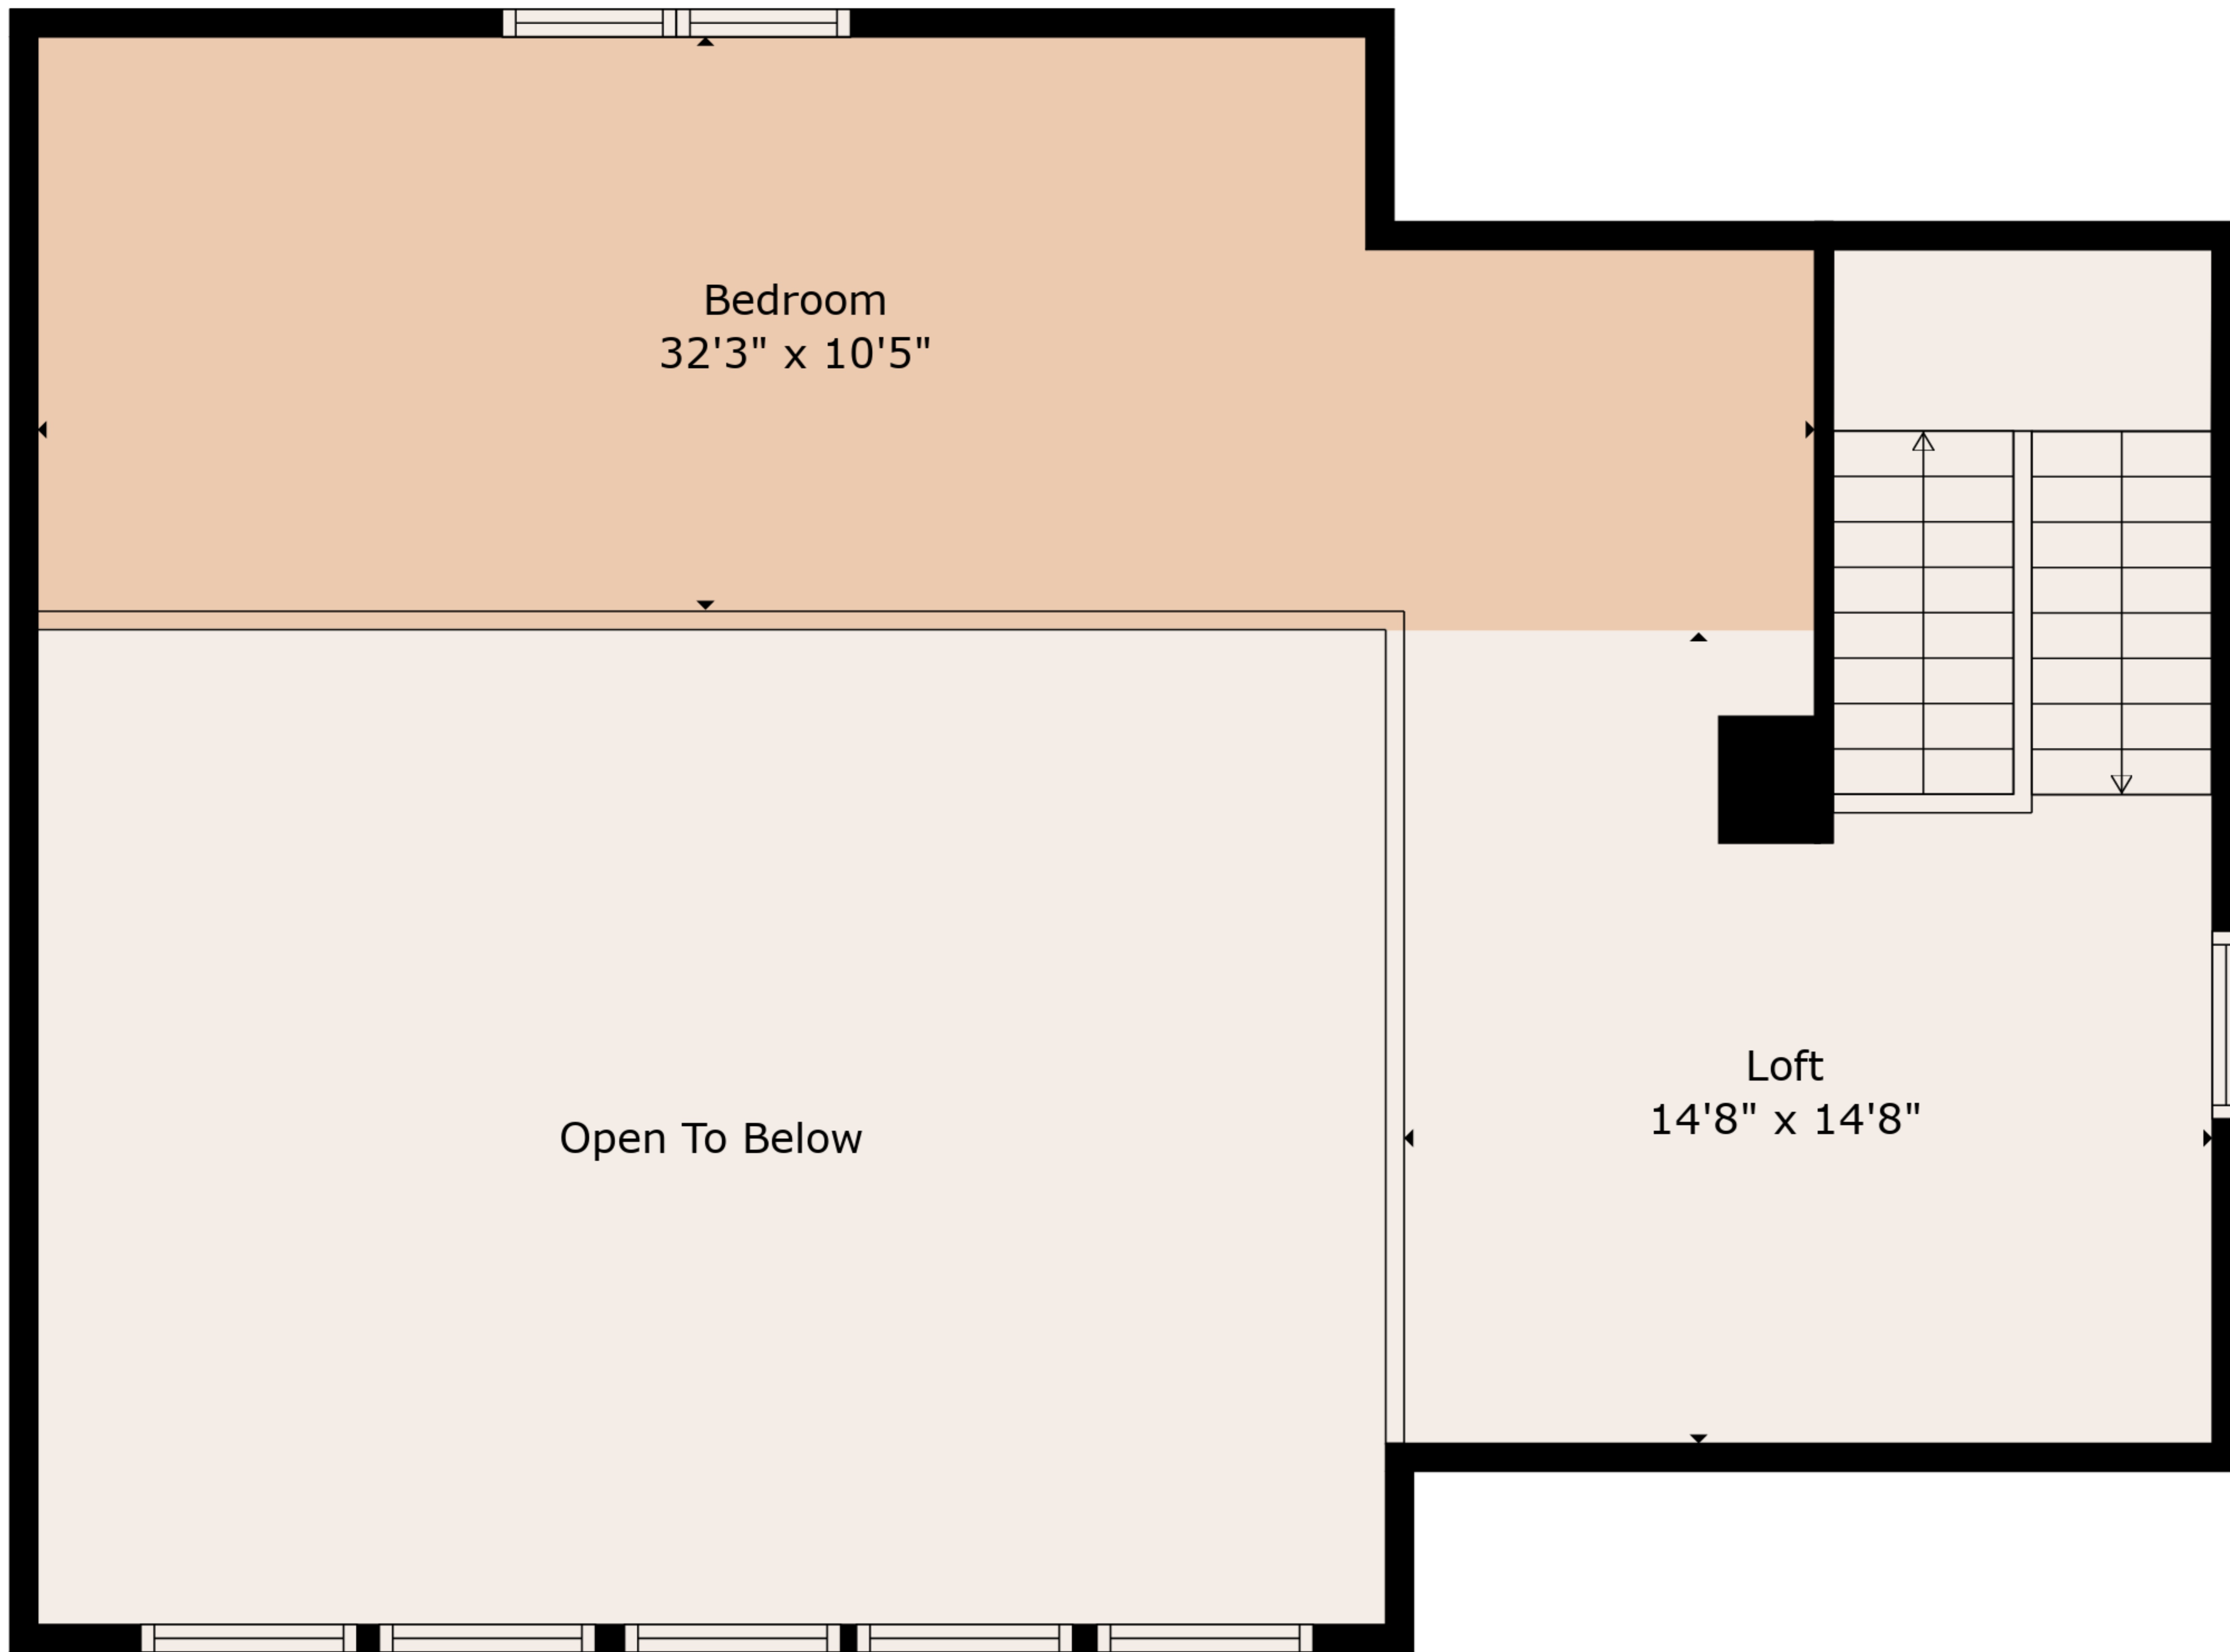 Bedroom
32'3" x 10'5"
Loft
14'8" x 14'8"
Open To Below